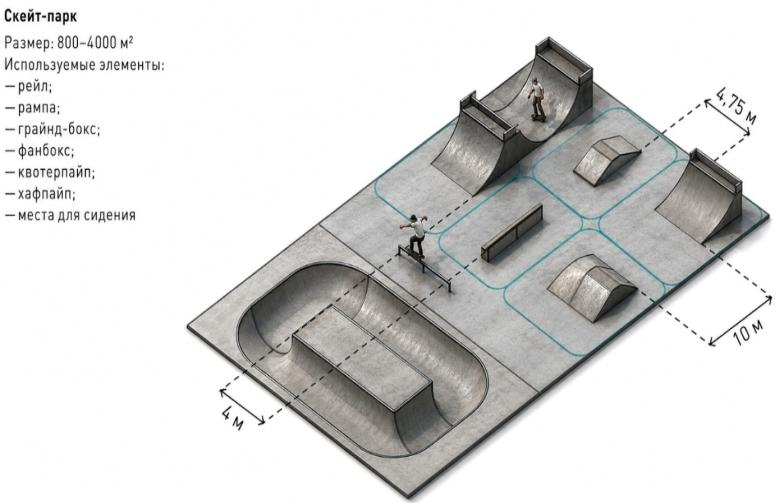 Скейт-парк
Размер: 800–4000 м²
Используемые элементы:
— рейл;
— рампа;
— грайнд-бокс;
— фанбокс;
— квотерпайп;
— хафпайп;
— места для сидения
4,75 м
10 м
4 м